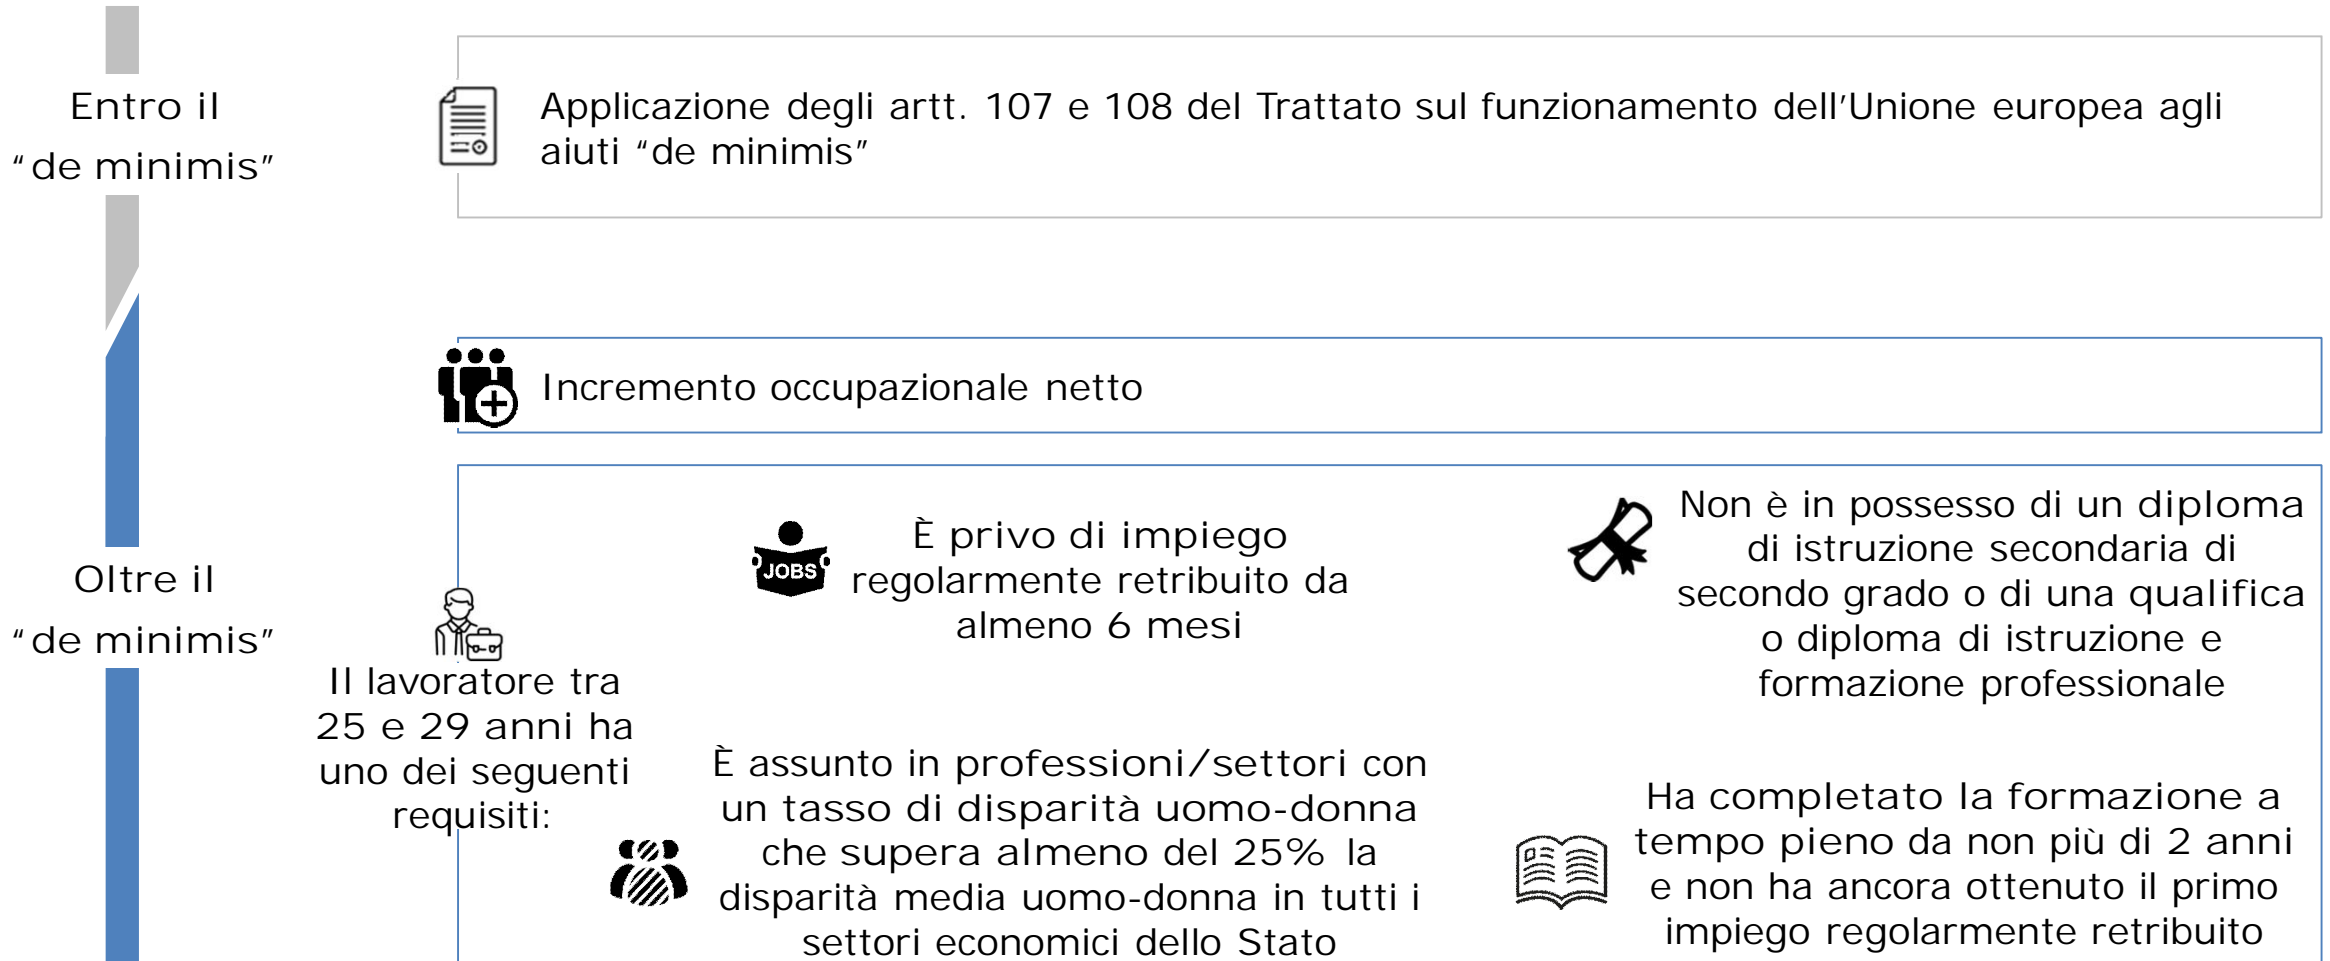 Entro il
“de minimis”
Applicazione degli artt. 107 e 108 del Trattato sul funzionamento dell’Unione europea agli
aiuti “de minimis”
Incremento occupazionale netto
Oltre il
“de minimis”
Il lavoratore tra
25 e 29 anni ha
uno dei seguenti
requisiti:
JOBS
È privo di impiego
regolarmente retribuito da
almeno 6 mesi
Non è in possesso di un diploma
di istruzione secondaria di
secondo grado o di una qualifica
o diploma di istruzione e
formazione professionale
È assunto in professioni/settori con
un tasso di disparità uomo-donna
che supera almeno del 25% la
disparità media uomo-donna in tutti i
settori economici dello Stato
Ha completato la formazione a
tempo pieno da non più di 2 anni
e non ha ancora ottenuto il primo
impiego regolarmente retribuito